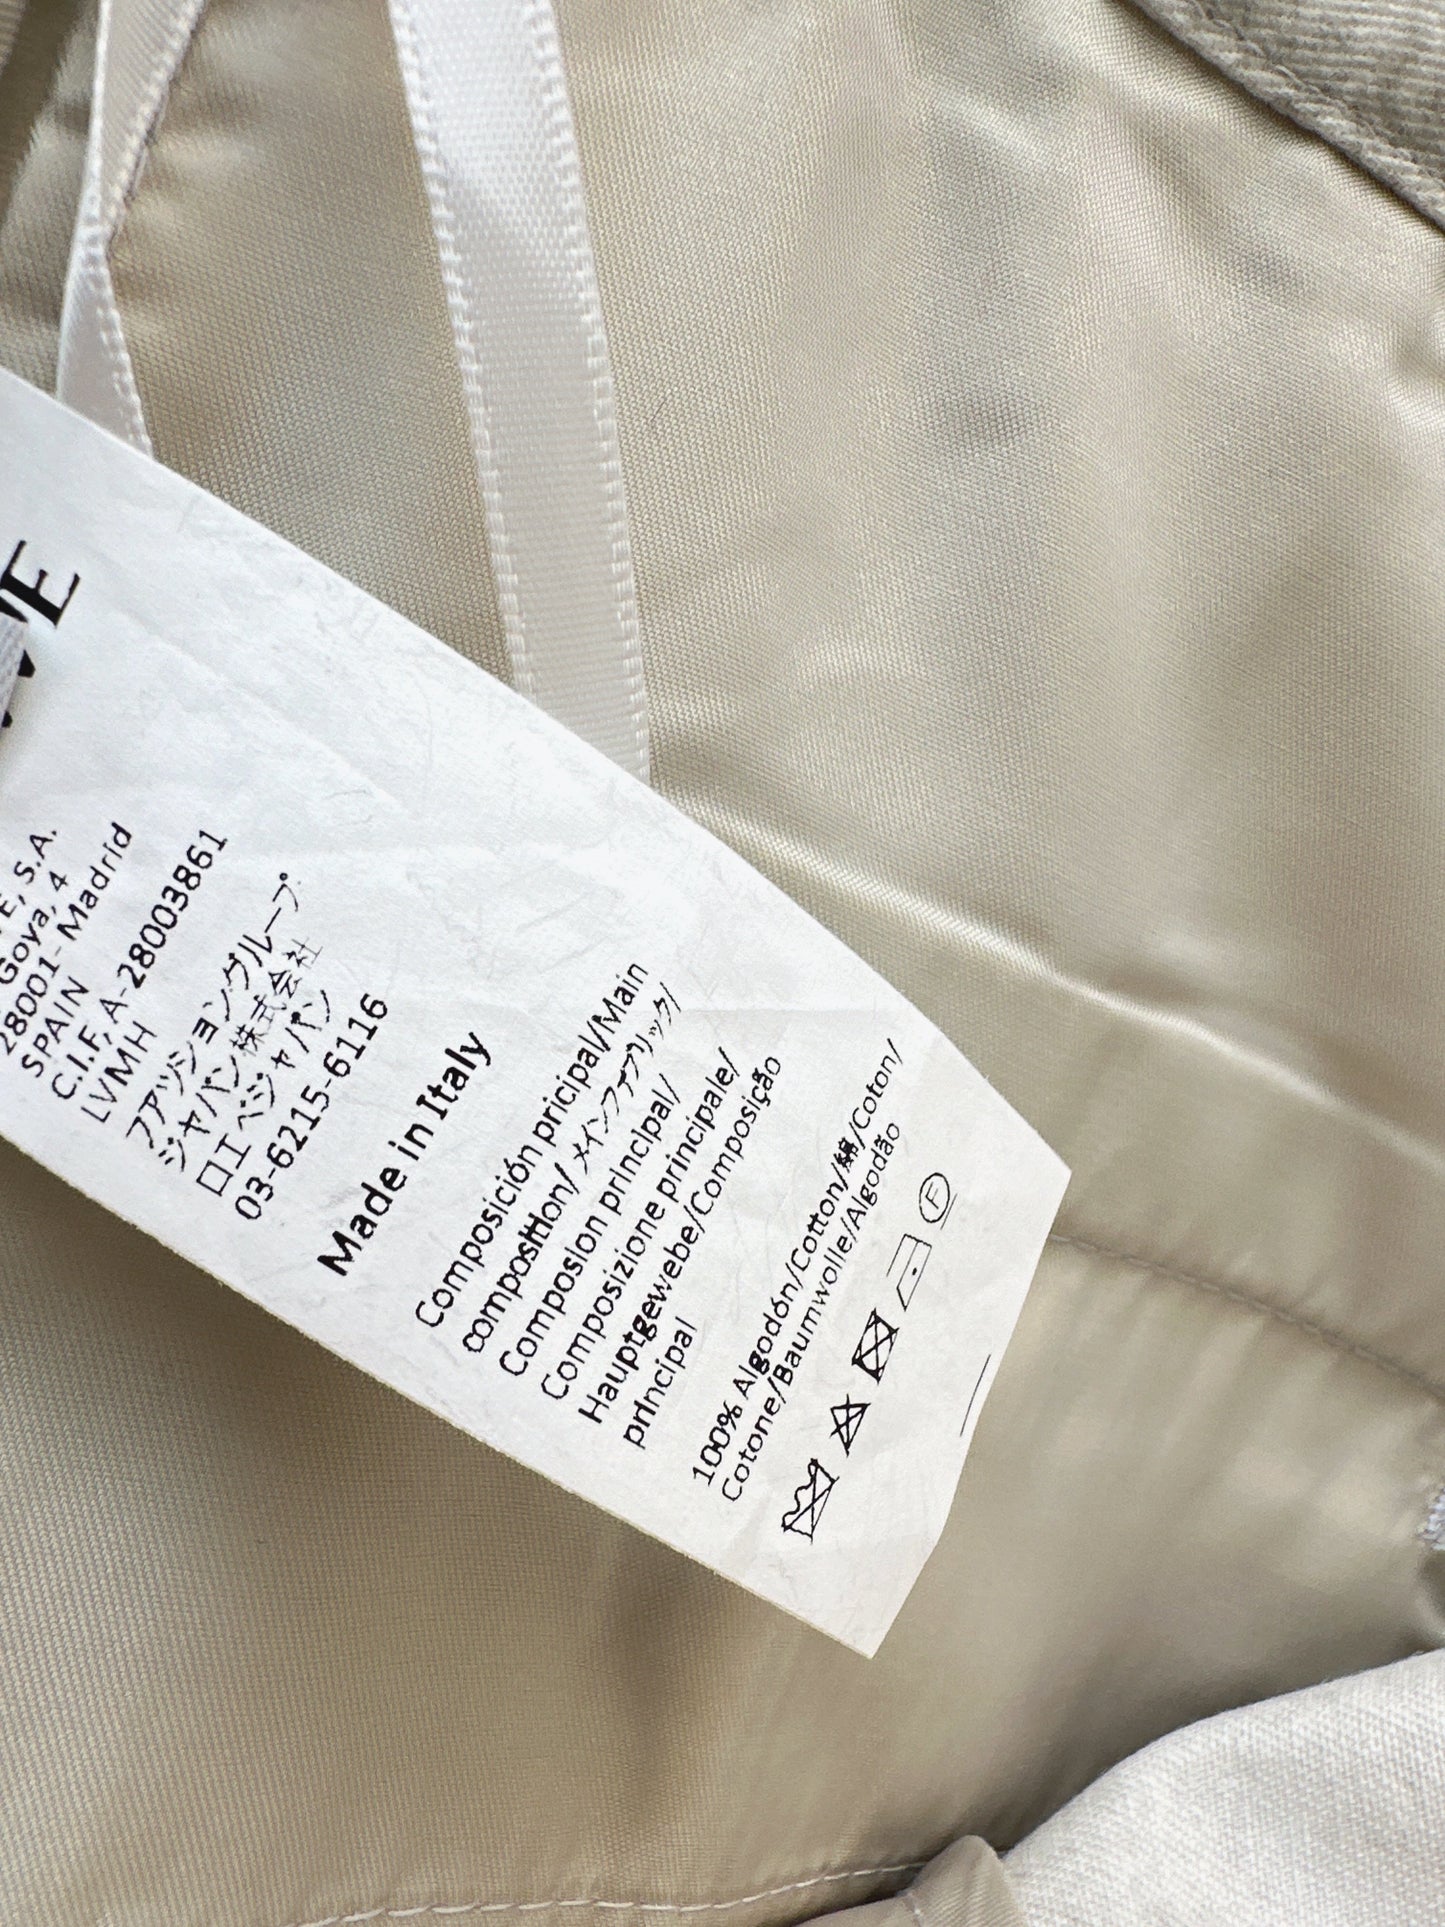 E
E, S.A.
Goya, 4
28001- Madrid
SPAIN
C.I.F, A-28003861
LVMH
ファッショングループ
ジャパン株式会社
ロエベジャパン
03-6215-6116
Made in Italy
Composición pricipal/Main
composition/メインファブリック/
Composion principal/
Composizione principale/
Hauptgewebe/Composição
principal
100% Algodón/Cotton/綿/Coton/
Cotone/Baumwolle/Algodão
F